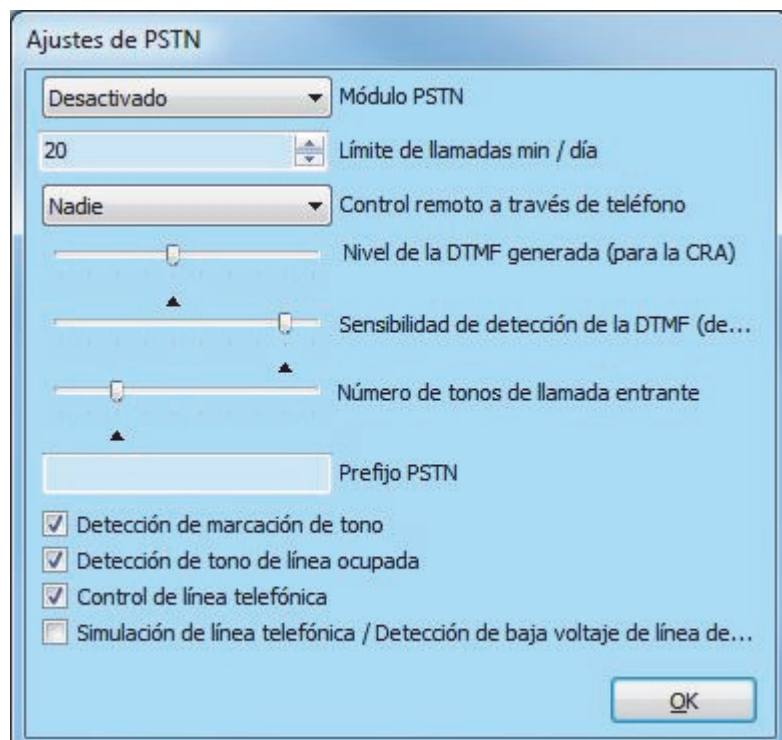 Ajustes de PSTN
Desactivado Módulo PSTN
20 Límite de llamadas min / día
Nadie Control remoto a través de teléfono
Nivel de la DTMF generada (para la CRA)
Sensibilidad de detección de la DTMF (de...
Número de tonos de llamada entrante
Prefijo PSTN
Detección de marcación de tono
Detección de tono de línea ocupada
Control de línea telefónica
Simulación de línea telefónica / Detección de baja voltaje de línea de...
OK